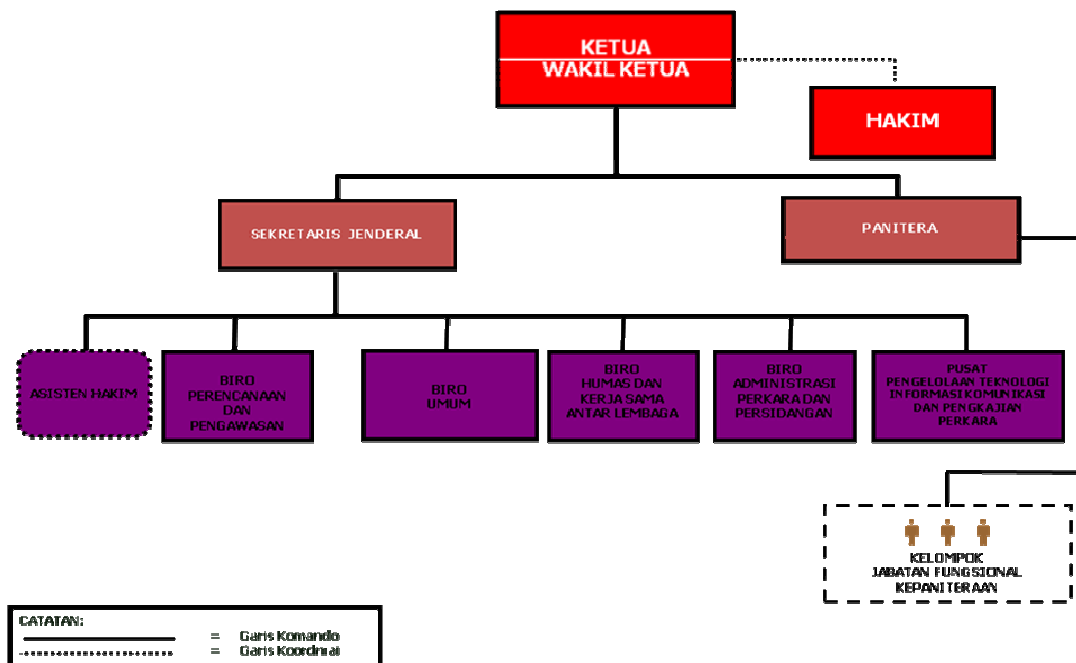 KETUA
WAKIL KETUA
HAKIM
SEKRETARIS JENDERAL
PANITERA
ASISTEN HAKIM
BIRO
PERENCANAAN
DAN
PENGAWASAN
BIRO
UMUM
BIRO
HUMAS DAN
KERJA SAMA
ANTAR LEMBAGA
BIRO
ADMINISTRASI
PERKARA DAN
PERSIDANGAN
PUSAT
PENGELOLAAN TEKNOLOGI
INFORMASI KOMUNIKASI
DAN PENGKAJIAN
PERKARA
KELOMPOK
JABATAN FUNGSIONAL
KEPANITERAAN
CATATAN:
= Garis Komando
= Garis Koordinai